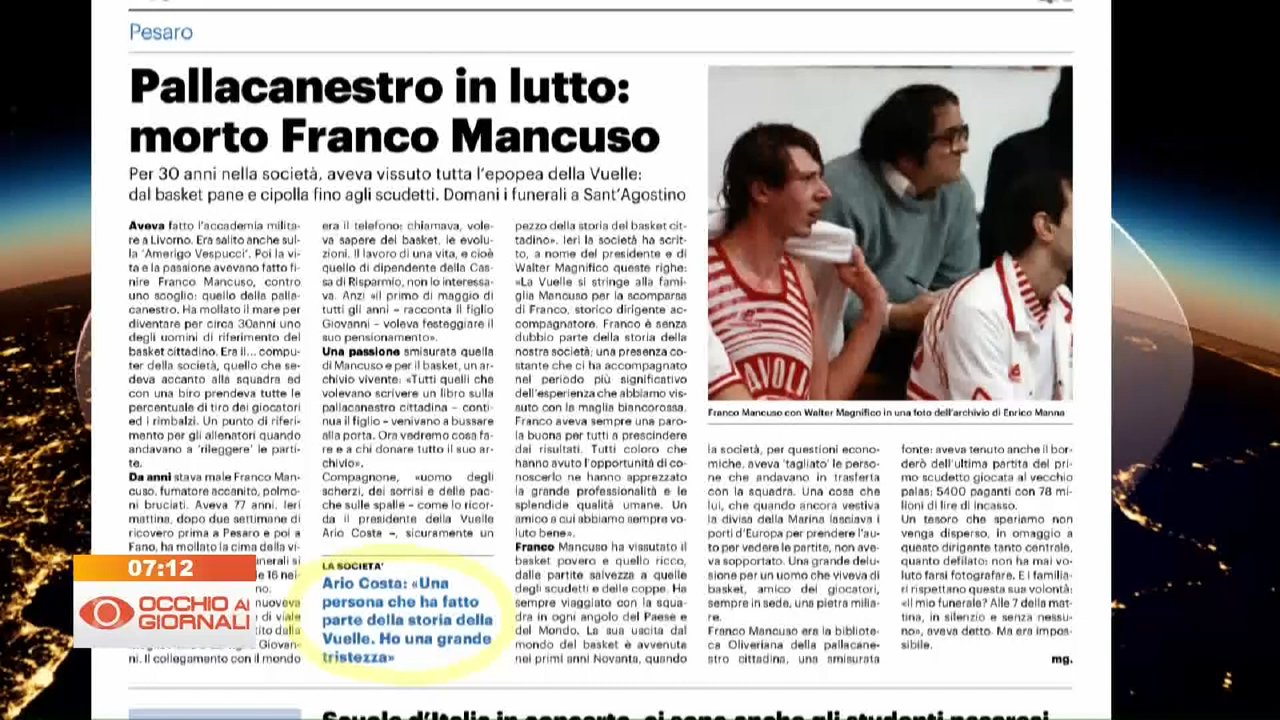 Pesaro
Pallacanestro in lutto:
morto Franco Mancuso
Per 30 anni nella società, aveva vissuto tutta l'epopea della Vuelle:
dal basket pane e cipolla fino agli scudetti. Domani i funerali a Sant'Agostino
Aveva fatto l'accademia milita-
re a Livorno. Era salito anche sul-
la 'Amerigo Vespucci'. Poi la vi-
ta e la passione avevano fatto fi-
nire Franco Mancuso, contro
uno scoglio: quello della palla-
canestro. Ha mollato il mare per
diventare per circa 30anni uno
degli uomini di riferimento del
basket cittadino. Era il... compu-
ter della società, quello che se-
deva accanto alla squadra ed
con una biro prendeva tutte le
percentuale di tiro dei giocatori
ed i rimbalzi. Un punto di riferi-
mento per gli allenatori quando
andavano a 'rileggere' le parti-
te.
Da anni stava male Franco Man-
cuso, fumatore accanito, polmo-
ni bruciati. Aveva 77 anni. Ieri
mattina, dopo due settimane di
ricovero prima a Pesaro e poi a
Fano, ha mollato la cima della vi-
nerali si
e 16 nei-
nuova
di viale
ito dalla
Giovan-
ni. Il collegamento con il mondo
era il telefono: chiamava, vole-
va sapere del basket, le evolu-
zioni. Il lavoro di una vita, e cioè
quello di dipendente della Cas-
sa di Risparmio, non lo interessa-
va. Anzi «il primo di maggio di
tutti gli anni – racconta il figlio
Giovanni – voleva festeggiare il
suo pensionamento».
Una passione smisurata quella
di Mancuso e per il basket, un ar-
chivio vivente: «Tutti quelli che
volevano scrivere un libro sulla
pallacanestro cittadina – conti-
nua il figlio – venivano a bussare
alla porta. Ora vedremo cosa fa-
re e a chi donare tutto il suo ar-
chivio».
Compagnone, «uomo degli
scherzi, dei sorrisi e delle pac-
che sulle spalle – come lo ricor-
da il presidente della Vuelle
Ario Costa –, sicuramente un
LA SOCIETA'
Ario Costa: «Una
persona che ha fatto
parte della storia della
Vuelle. Ho una grande
tristezza»
pezzo della storia del basket cit-
tadino». Ieri la società ha scrit-
to, a nome del presidente e di
Walter Magnifico queste righe:
«La Vuelle si stringe alla fami-
glia Mancuso per la scomparsa
di Franco, storico dirigente ac-
compagnatore. Franco è senza
dubbio parte della storia della
nostra società; una presenza co-
stante che ci ha accompagnato
nel periodo più significativo
dell'esperienza che abbiamo vis-
suto con la maglia biancorossa.
Franco aveva sempre una paro-
la buona per tutti a prescindere
dai risultati. Tutti coloro che
hanno avuto l'opportunità di co-
noscerlo ne hanno apprezzato
la grande professionalità e le
splendide qualità umane. Un
amico a cui abbiamo sempre vo-
luto bene».
Franco Mancuso ha vissutato il
basket povero e quello ricco,
dalle partite salvezza a quelle
degli scudetti e delle coppe. Ha
sempre viaggiato con la squa-
dra in ogni angolo del Paese e
del Mondo. La sua uscita dal
mondo del basket è avvenuta
nei primi anni Novanta, quando
AVOLI
Franco Mancuso con Walter Magnifico in una foto dell'archivio di Enrico Manna
la società, per questioni econo-
miche, aveva 'tagliato' le perso-
ne che andavano in trasferta
con la squadra. Una cosa che
lui, che quando ancora vestiva
la divisa della Marina lasciava i
porti d'Europa per prendere l'au-
to per vedere le partite, non ave-
va sopportato. Una grande delu-
sione per un uomo che viveva di
basket, amico dei giocatori,
sempre in sede, una pietra milia-
re.
Franco Mancuso era la bibliote-
ca Oliveriana della pallacane-
stro cittadina, una smisurata
fonte: aveva tenuto anche il bor-
derò dell'ultima partita del pri-
mo scudetto giocata al vecchio
palas: 5400 paganti con 78 mi-
lioni di lire di incasso.
Un tesoro che speriamo non
venga disperso, in omaggio a
questo dirigente tanto centrale,
quanto defilato: non ha mai vo-
luto farsi fotografare. E i familia-
ri rispettano questa sua volontà:
«Il mio funerale? Alle 7 della mat-
tina, in silenzio e senza nessu-
no», aveva detto. Ma era impos-
sibile.
mg.
07:12
OCCHIO AI
GIORNALI